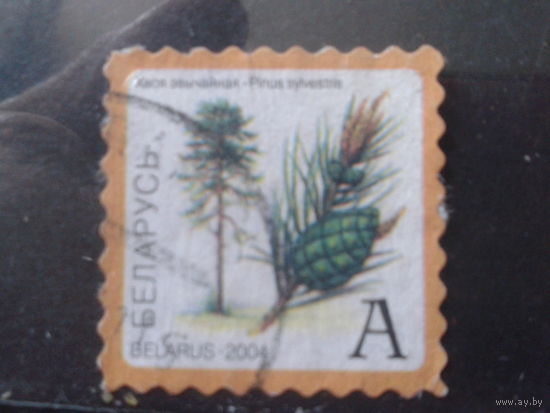 Хвоя звычайная - Pinus sylvestris
БЕЛАРУСЬ
A
BELARUS · 2004
www.ay.by